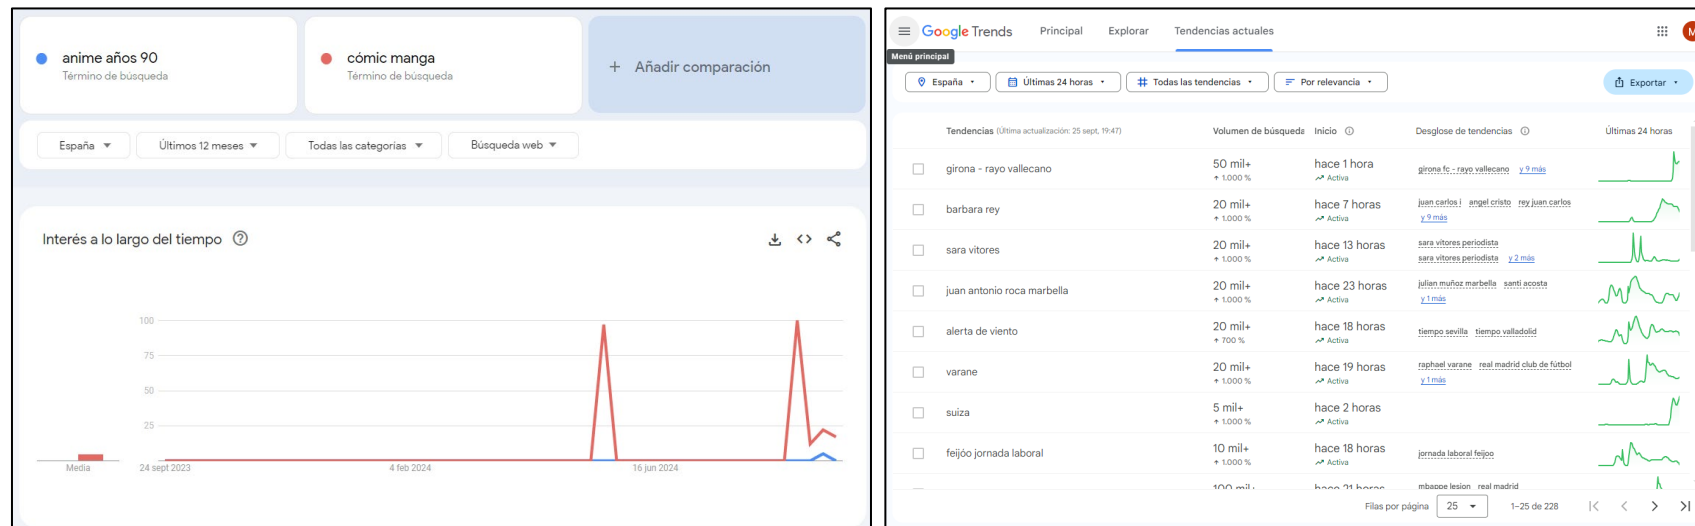 anime años 90
Término de búsqueda
cómic manga
Término de búsqueda
+ Añadir comparación
España
Últimos 12 meses
Todas las categorías
Búsqueda web
Interés a lo largo del tiempo
100
75
50
25
Media
24 sept 2023
4 feb 2024
16 jun 2024
Google Trends
Principal
Explorar
Tendencias actuales
M
Menú principal
España
Últimas 24 horas
Todas las tendencias
Por relevancia
Exportar
Tendencias (Última actualización: 25 sept, 19:47)
Volumen de búsqueda
Inicio
Desglose de tendencias
Últimas 24 horas
girona - rayo vallecano
50 mil+
↑ 1.000 %
hace 1 hora
Activa
girona fc - rayo vallecano y 9 más
barbara rey
20 mil+
↑ 1.000 %
hace 7 horas
Activa
juan carlos i angel cristo rey juan carlos
y 9 más
sara vitores
20 mil+
↑ 1.000 %
hace 13 horas
Activa
sara vitores periodista
sara vitores periodista y 2 más
juan antonio roca marbella
20 mil+
↑ 1.000 %
hace 23 horas
Activa
julian muñoz marbella santi acosta
y 1 más
alerta de viento
20 mil+
↑ 700 %
hace 18 horas
Activa
tiempo sevilla tiempo valladolid
varane
20 mil+
↑ 1.000 %
hace 19 horas
Activa
raphael varane real madrid club de fútbol
y 1 más
suiza
5 mil+
↑ 1.000 %
hace 2 horas
Activa
feijóo jornada laboral
10 mil+
↑ 1.000 %
hace 18 horas
Activa
jornada laboral feijoo
100 mil+
hace 21 horas
mbappe lesion real madrid
Filas por página
25
1–25 de 228